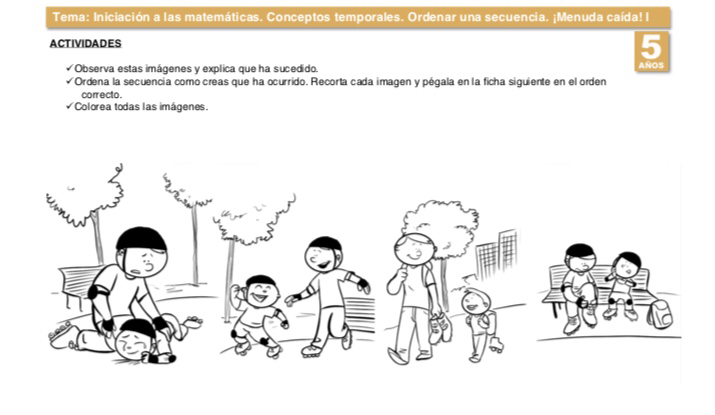 Tema: Iniciación a las matemáticas. Conceptos temporales. Ordenar una secuencia. ¡Menuda caída! I
ACTIVIDADES
5
AÑOS
✓Observa estas imágenes y explica que ha sucedido.
✓Ordena la secuencia como creas que ha ocurrido. Recorta cada imagen y pégala en la ficha siguiente en el orden
correcto.
✓Colorea todas las imágenes.